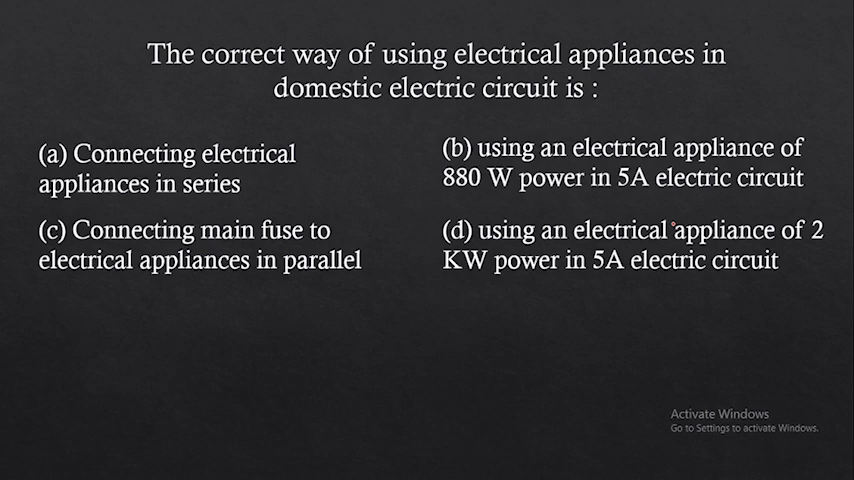 The correct way of using electrical appliances in
domestic electric circuit is :
(a) Connecting electrical
appliances in series
(b) using an electrical appliance of
880 W power in 5A electric circuit
(c) Connecting main fuse to
electrical appliances in parallel
(d) using an electrical appliance of 2
KW power in 5A electric circuit
Activate Windows
Go to Settings to activate Windows.